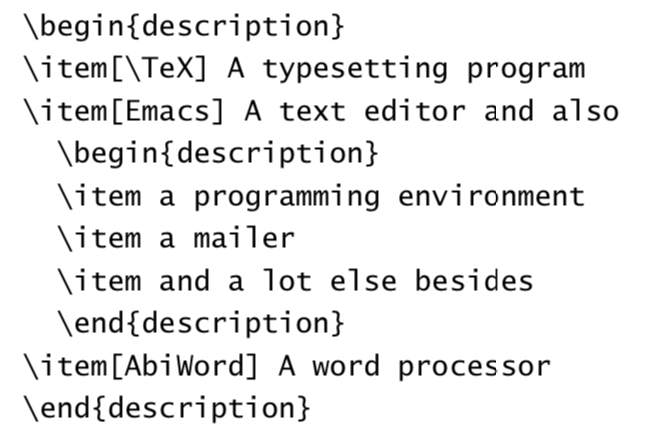 \begin{description}
\item[\TeX] A typesetting program
\item[Emacs] A text editor and also
\begin{description}
\item a programming environment
\item a mailer
\item and a lot else besides
\end{description}
\item[AbiWord] A word processor
\end{description}